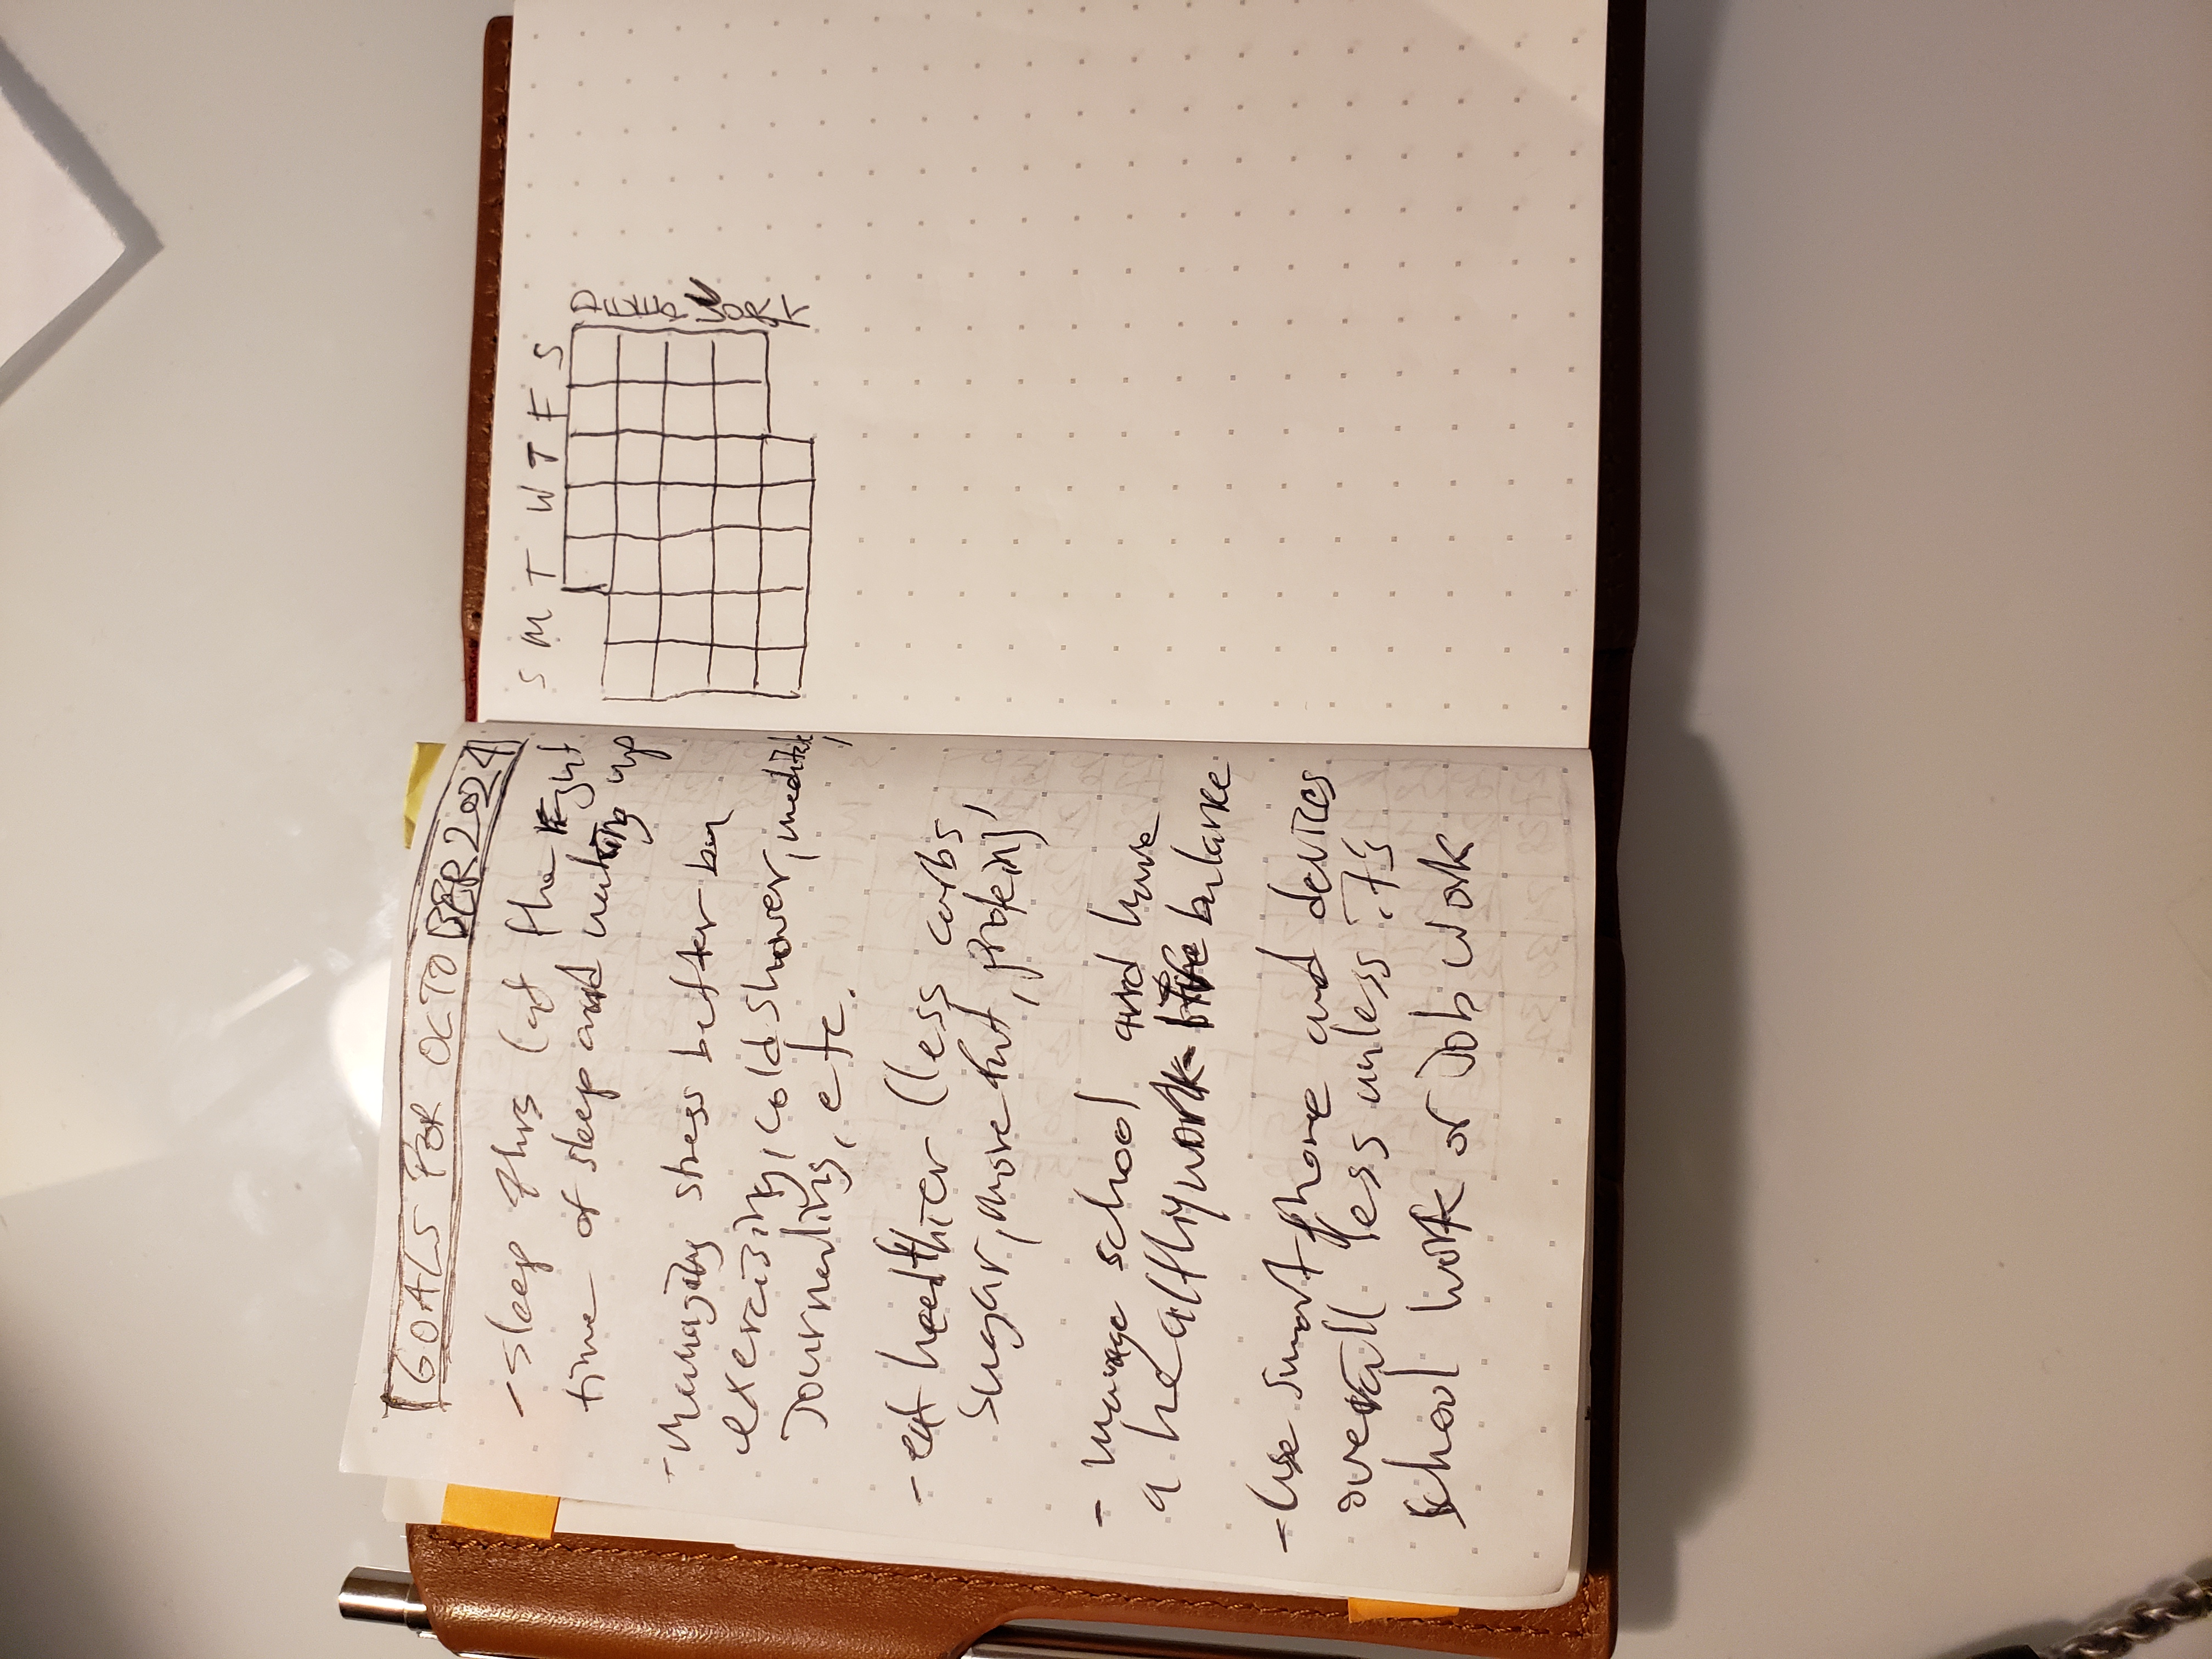 GOALS FOR OCTOBER 2024
- sleep 7hrs (at the right
time of sleep and waking up
- Managing stress better by
exercising, cold shower, meditate,
Journaling, etc.
- eat healthier (less carbs,
sugar, more fat, protein)
- manage school and have
a healthy work-life balance
- Use smartphone and devices
overall less unless it's
school work or Job work
S M T W T F S
DEEP WORK